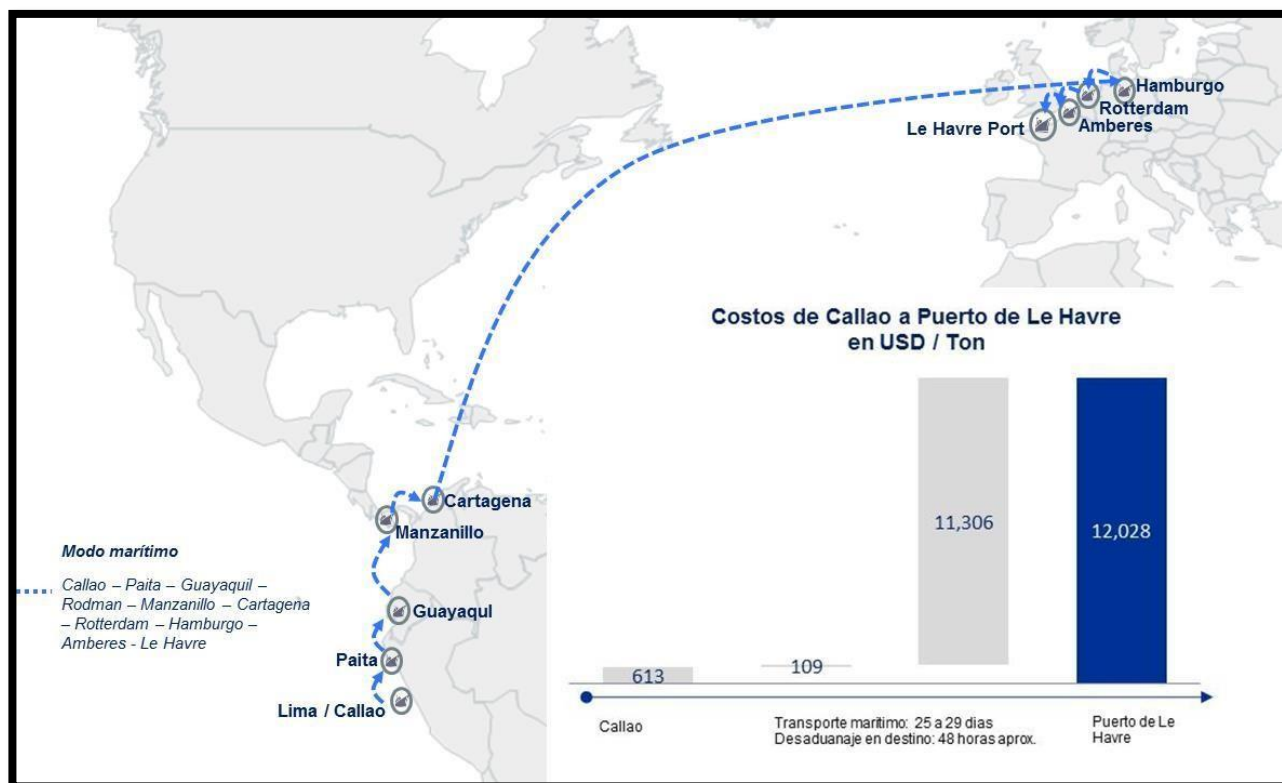 Hamburgo
Rotterdam
Amberes
Le Havre Port
Costos de Callao a Puerto de Le Havre
en USD / Ton
Cartagena
Manzanillo
Guayaqul
Paita
Lima / Callao
Modo marítimo
Callao – Paita – Guayaquil –
Rodman – Manzanillo – Cartagena
– Rotterdam – Hamburgo –
Amberes - Le Havre
613
109
11,306
12,028
Callao
Transporte marítimo: 25 a 29 dias
Desaduanaje en destino: 48 horas aprox.
Puerto de Le
Havre